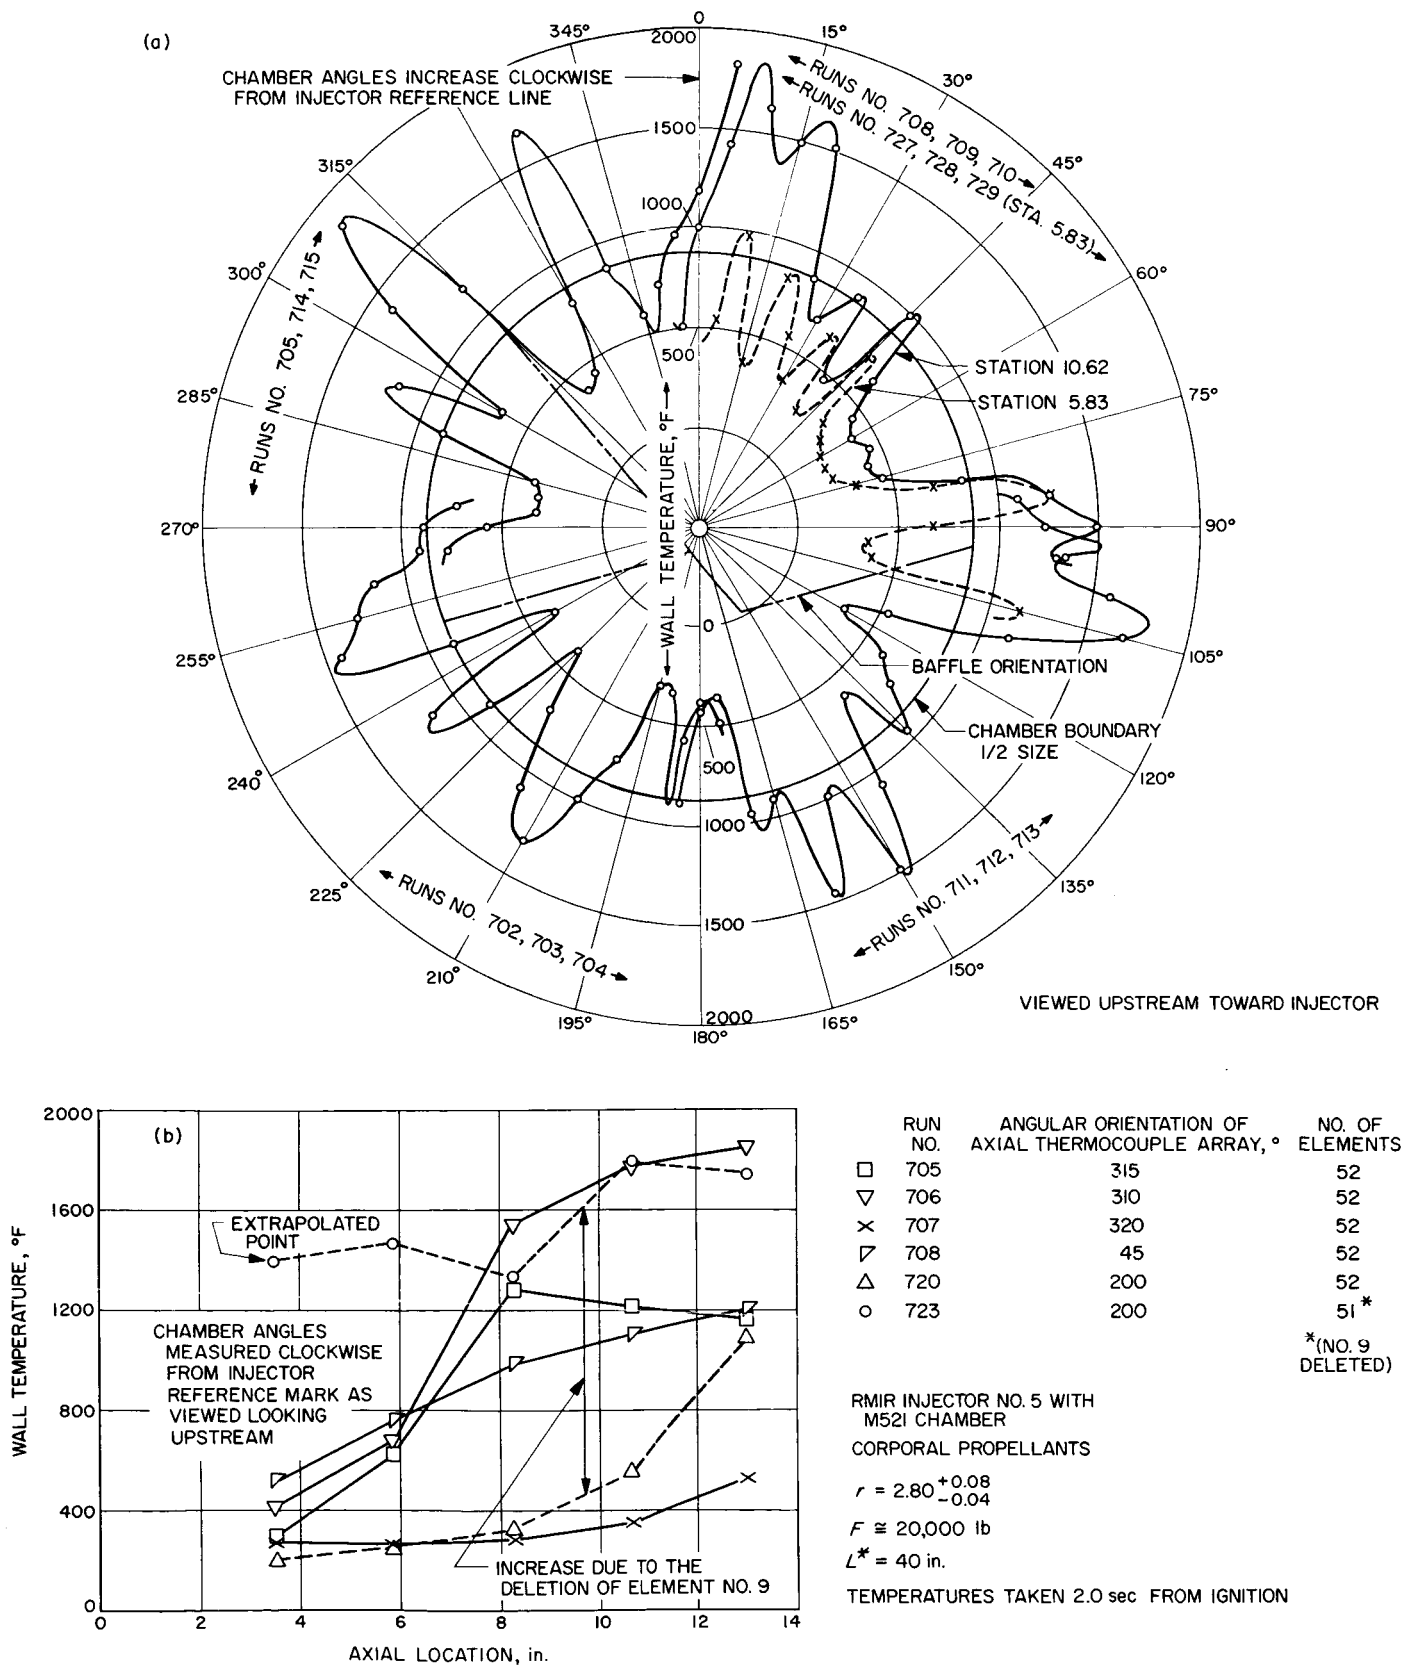 (a)
0
15°
30°
45°
60°
75°
90°
105°
120°
135°
150°
165°
180°
195°
210°
225°
240°
255°
270°
285°
300°
315°
345°
2000
1500
1000
500
0
500
1000
1500
2000
CHAMBER ANGLES INCREASE CLOCKWISE
FROM INJECTOR REFERENCE LINE
RUNS NO. 708, 709, 710
RUNS NO. 727, 728, 729 (STA. 5.83)
RUNS NO. 705, 714, 715
STATION 10.62
STATION 5.83
WALL TEMPERATURE, °F
BAFFLE ORIENTATION
CHAMBER BOUNDARY
1/2 SIZE
RUNS NO. 711, 712, 713
RUNS NO. 702, 703, 704
VIEWED UPSTREAM TOWARD INJECTOR
(b)
2000
1600
1200
800
400
0
WALL TEMPERATURE, °F
EXTRAPOLATED
POINT
CHAMBER ANGLES
MEASURED CLOCKWISE
FROM INJECTOR
REFERENCE MARK AS
VIEWED LOOKING
UPSTREAM
INCREASE DUE TO THE
DELETION OF ELEMENT NO. 9
0 2 4 6 8 10 12 14
AXIAL LOCATION, in.
RUN ANGULAR ORIENTATION OF NO. OF
NO. AXIAL THERMOCOUPLE ARRAY, ° ELEMENTS
705 315 52
706 310 52
707 320 52
708 45 52
720 200 52
723 200 51*
*(NO. 9
DELETED)
RMIR INJECTOR NO. 5 WITH
M521 CHAMBER
CORPORAL PROPELLANTS
r = 2.80 +0.08 −0.04
F ≅ 20,000 lb
L* = 40 in.
TEMPERATURES TAKEN 2.0 sec FROM IGNITION